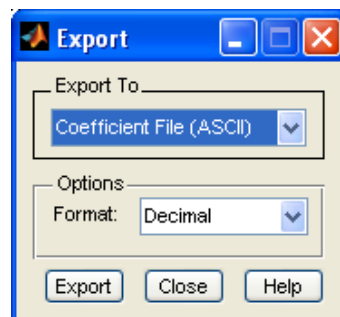 Export
Export To
Coefficient File (ASCII)
Options
Format: Decimal
Export Close Help